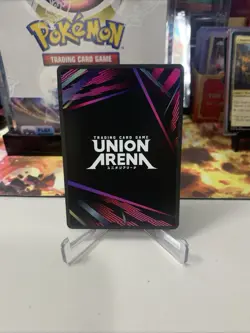 Pokémon
TRADING CARD GAME
TRADING CARD GAME
UNION
ARENA
ユニオンアリーナ